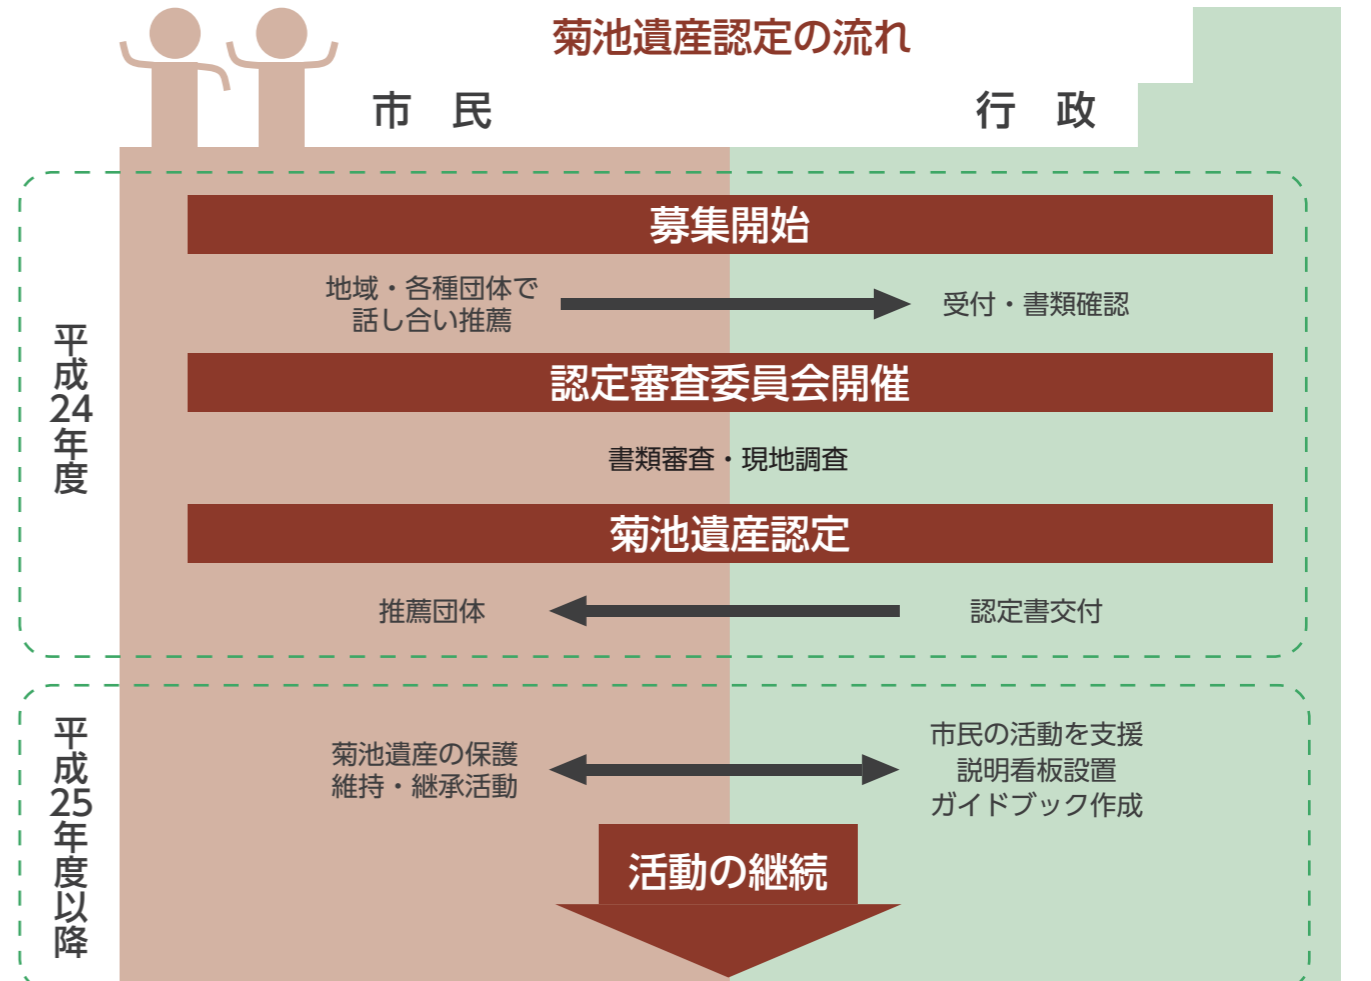 菊池遺産認定の流れ
市 民
行 政
平成24年度
募集開始
地域・各種団体で
話し合い推薦
受付・書類確認
認定審査委員会開催
書類審査・現地調査
菊池遺産認定
推薦団体
認定書交付
平成25年度以降
菊池遺産の保護
維持・継承活動
市民の活動を支援
説明看板設置
ガイドブック作成
活動の継続